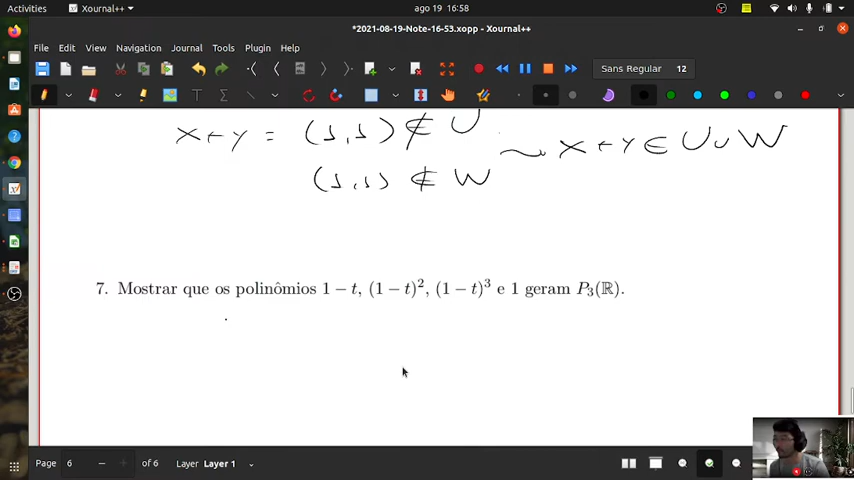 Activities Xournal++ ago 19 16:58
*2021-08-19-Note-16-53.xopp - Xournal++
File Edit View Navigation Journal Tools Plugin Help
Sans Regular 12
x+y = (1,1) ∉ U
(1,1) ∉ W
~ x+y ∈ U∪W
7. Mostrar que os polinômios 1 − t, (1 − t)², (1 − t)³ e 1 geram P₃(ℝ).
Page 6 of 6 Layer Layer 1